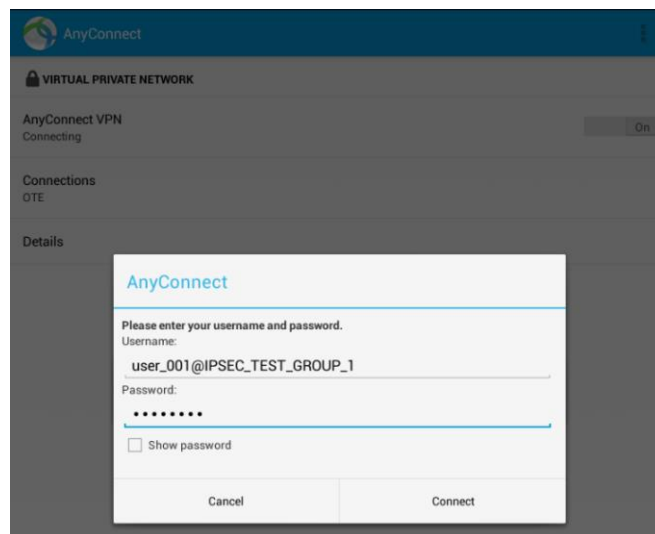 AnyConnect
VIRTUAL PRIVATE NETWORK
AnyConnect VPN
Connecting
On
Connections
OTE
Details
AnyConnect
Please enter your username and password.
Username:
user_001@IPSEC_TEST_GROUP_1
Password:
••••••••
Show password
Cancel Connect